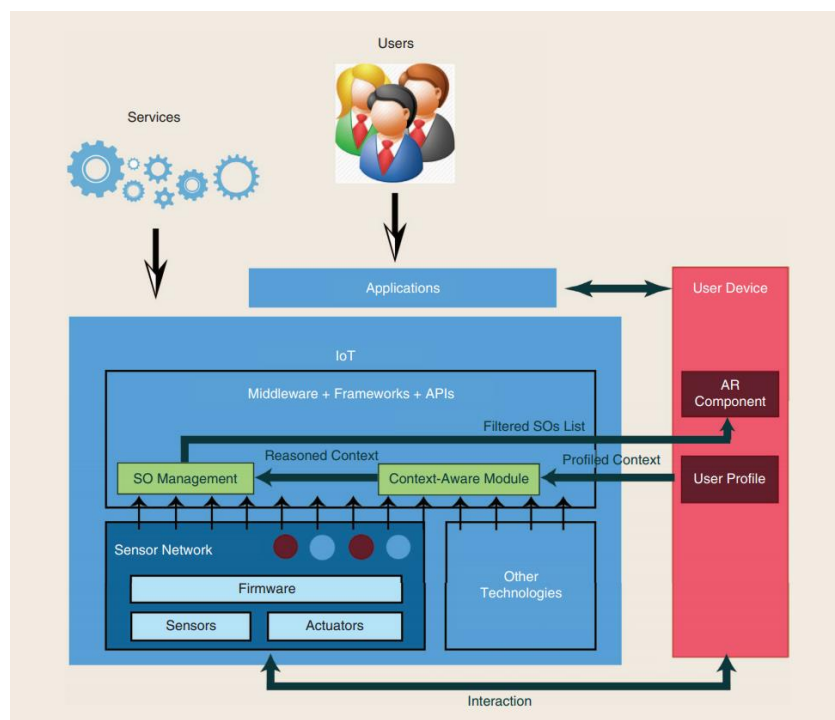 Users
Services
Applications
User Device
IoT
Middleware + Frameworks + APIs
AR
Component
Filtered SOs List
Reasoned Context
Profiled Context
SO Management
Context-Aware Module
User Profile
Sensor Network
Other
Technologies
Firmware
Sensors
Actuators
Interaction